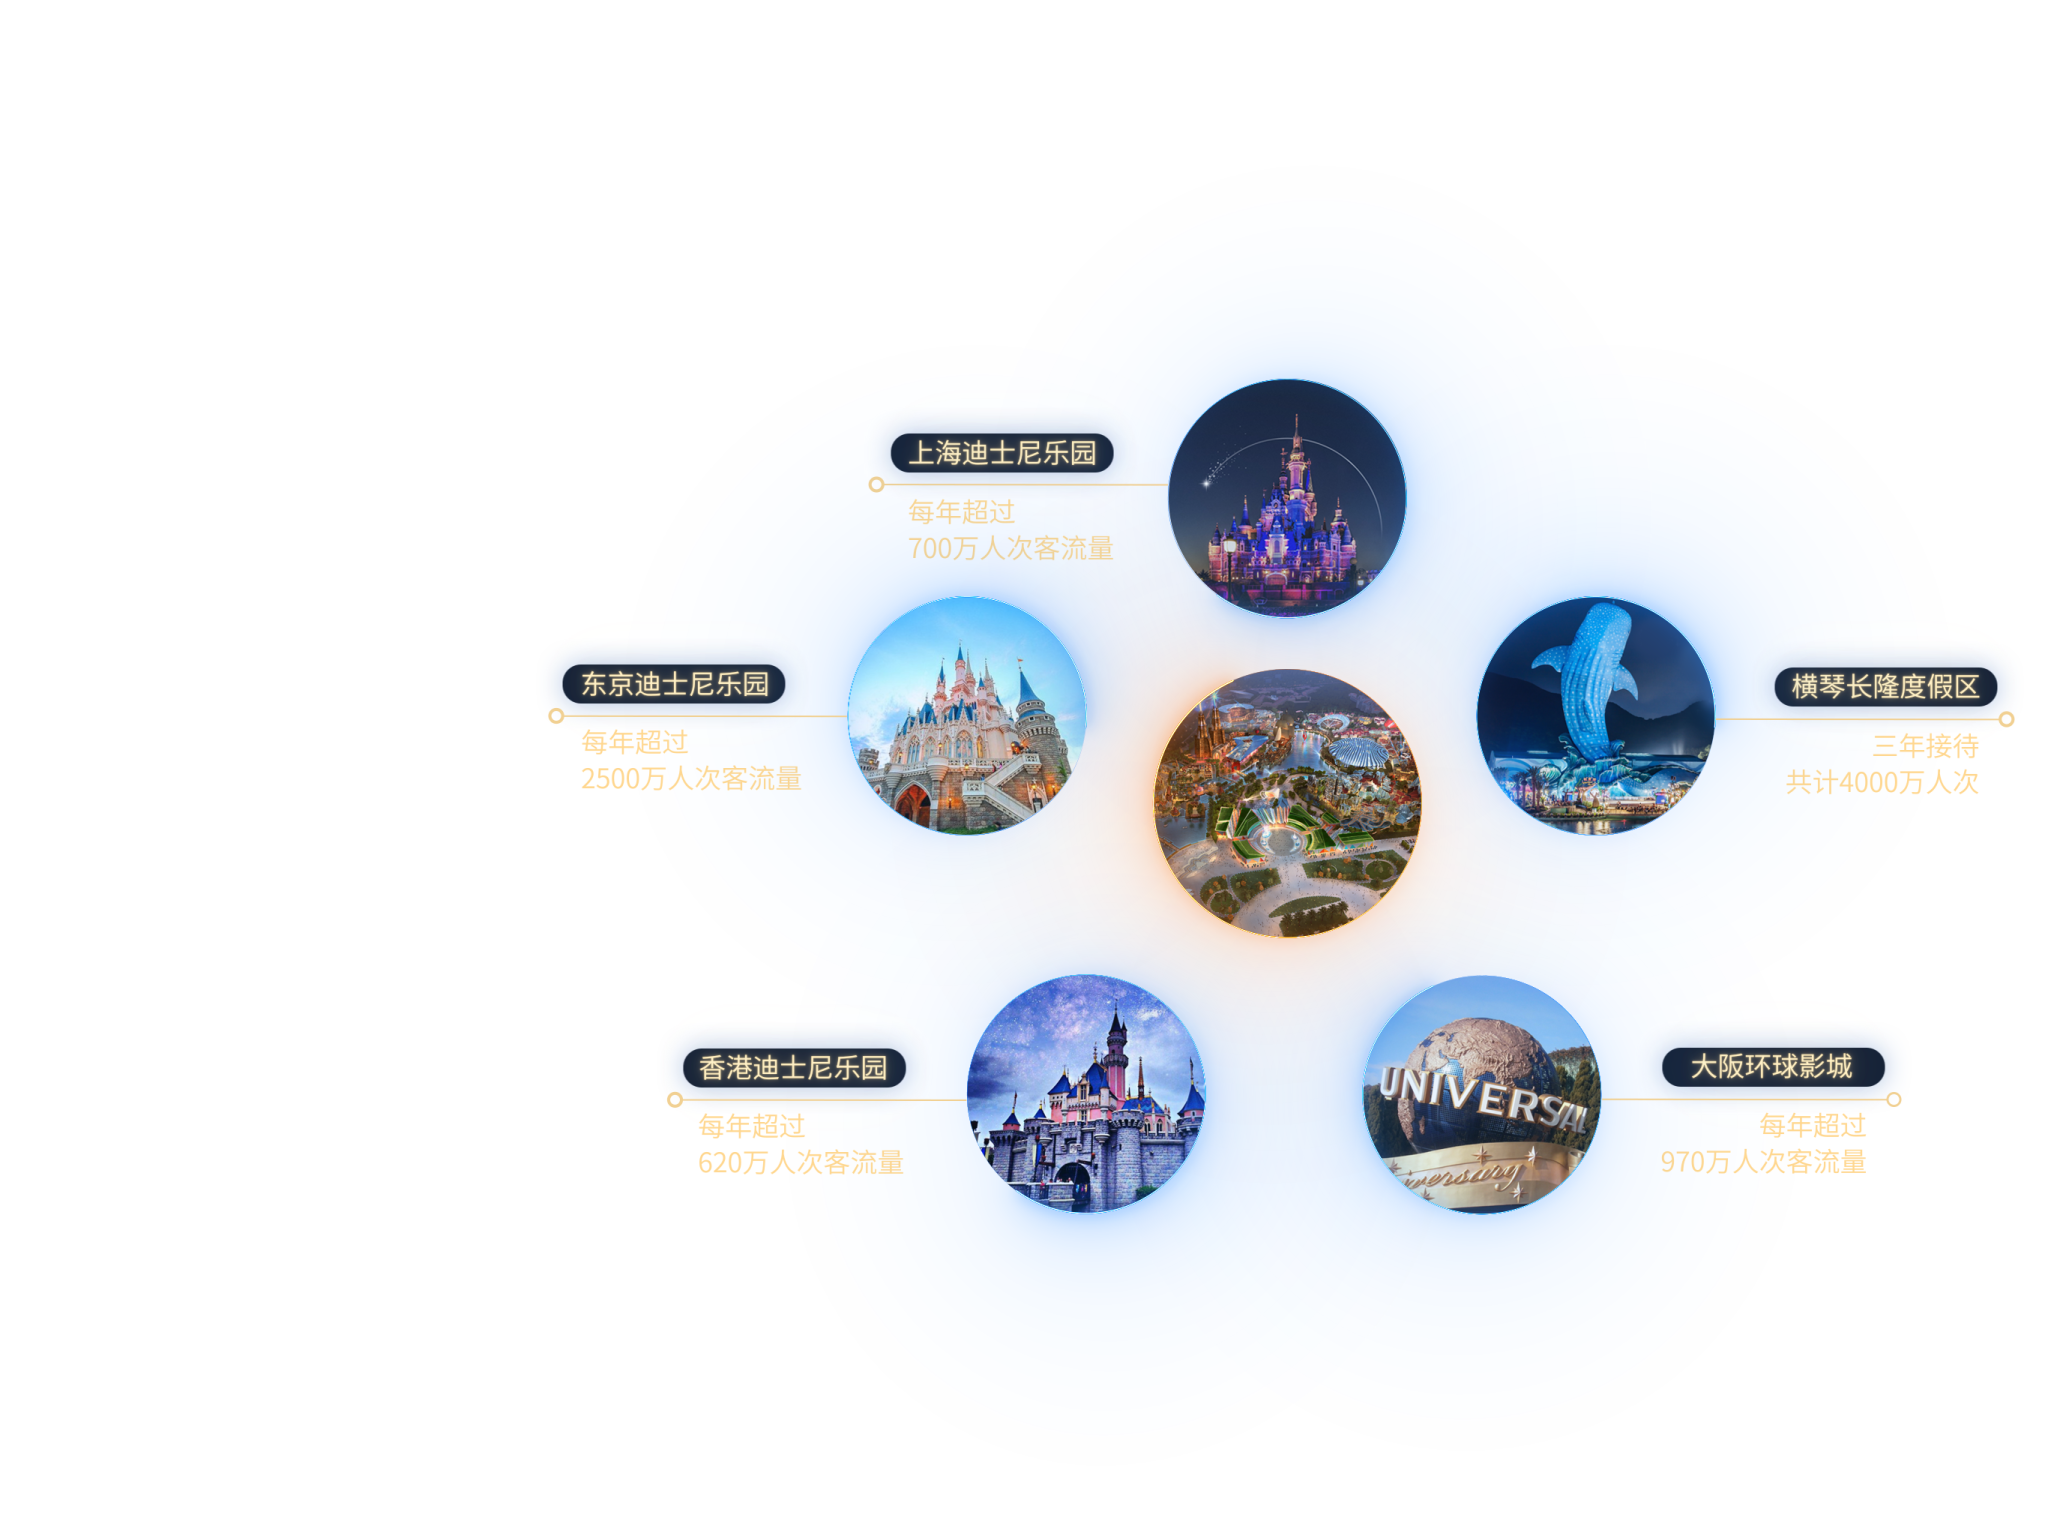 上海迪士尼乐园
每年超过
700万人次客流量
东京迪士尼乐园
每年超过
2500万人次客流量
横琴长隆度假区
三年接待
共计4000万人次
香港迪士尼乐园
每年超过
620万人次客流量
大阪环球影城
每年超过
970万人次客流量
UNIVERSAL
iversary